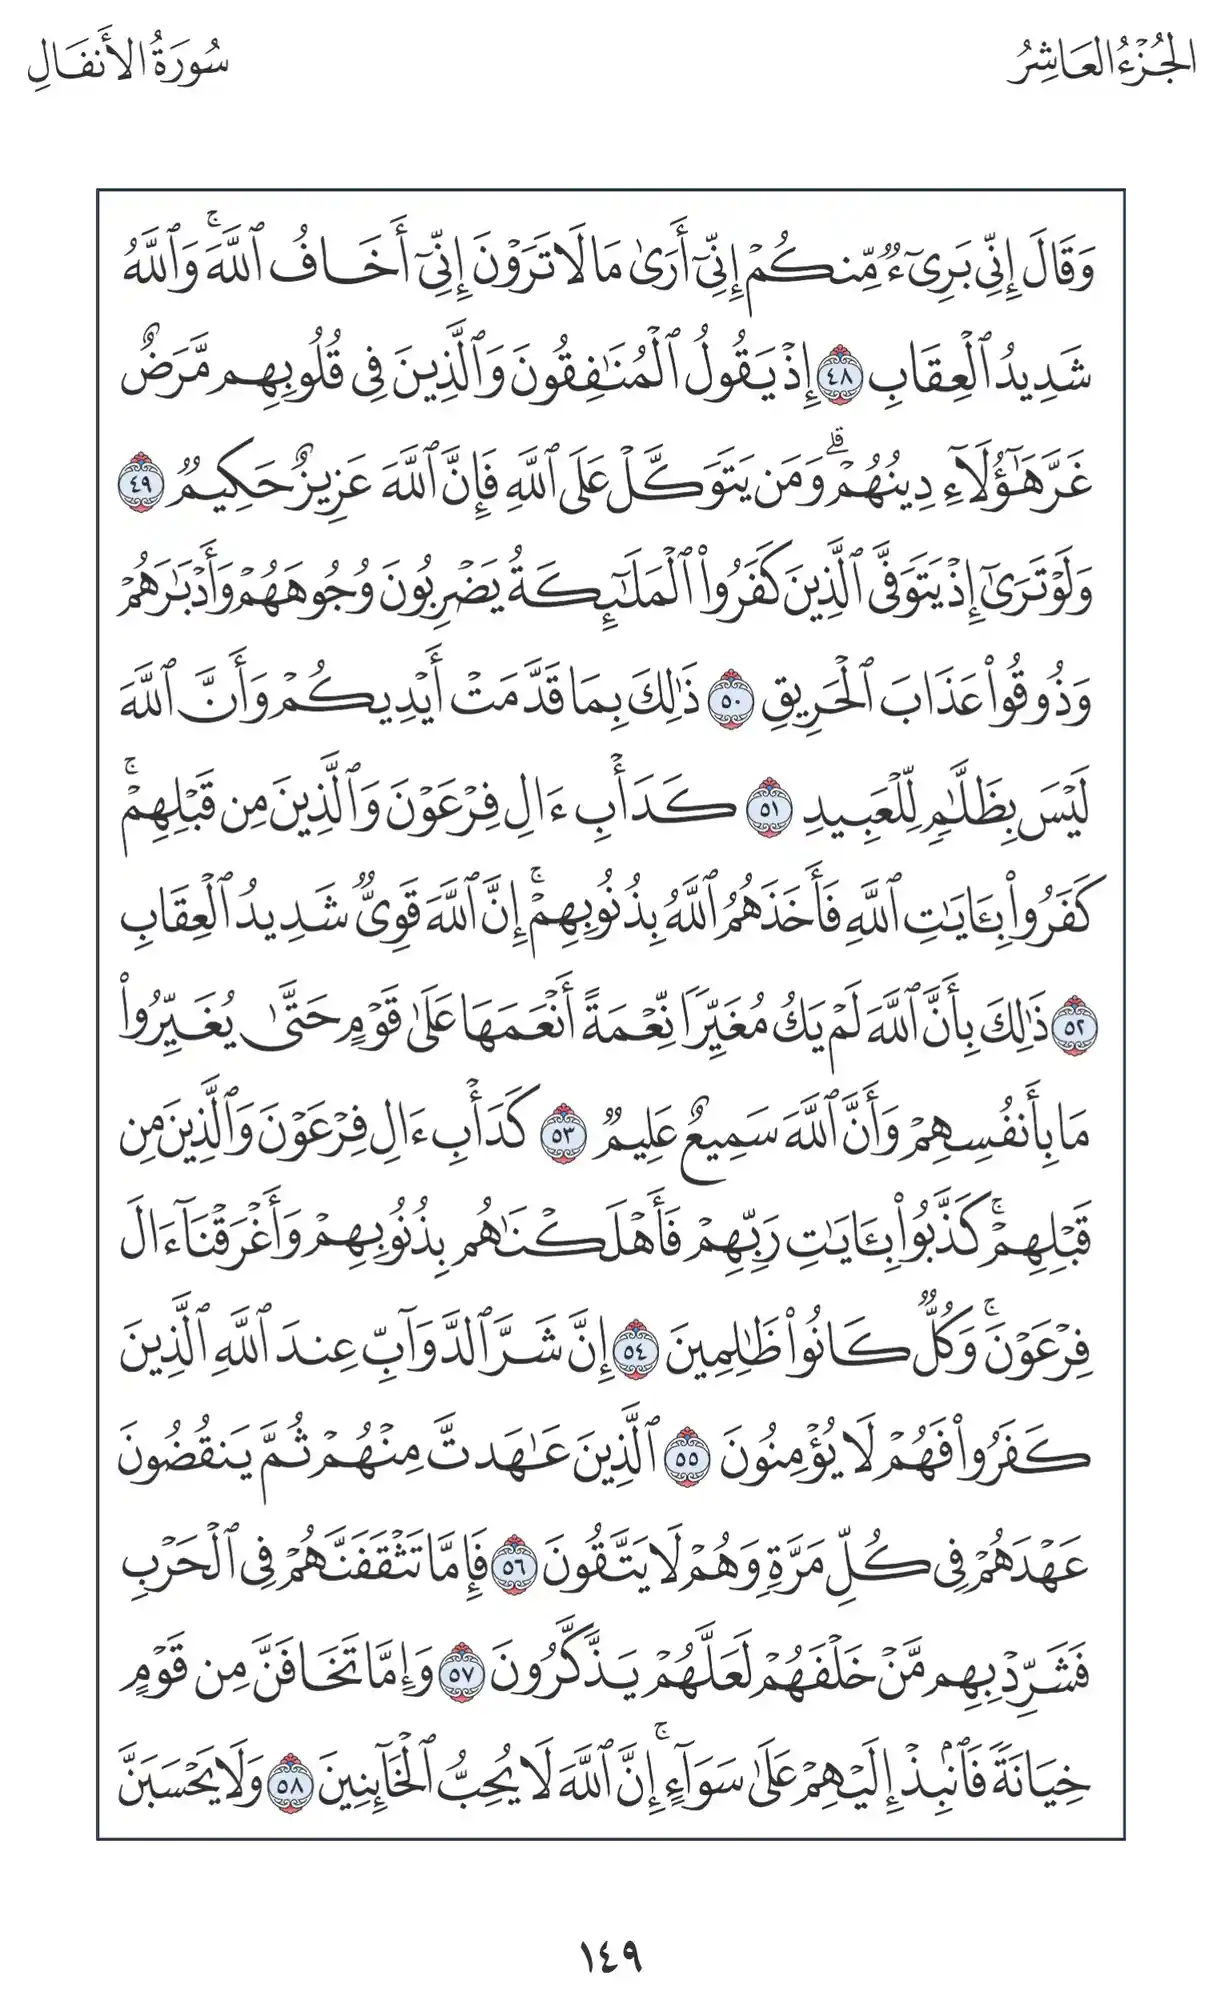 الجُزْءُ العَاشِرُ
سُورَةُ الأَنفَالِ
وَقَالَ إِنِّي بَرِيٓءٌ مِّنكُمۡ إِنِّيٓ أَرَىٰ مَا لَا تَرَوۡنَ إِنِّيٓ أَخَافُ ٱللَّهَۚ وَٱللَّهُ
شَدِيدُ ٱلۡعِقَابِ ٤٨ إِذۡ يَقُولُ ٱلۡمُنَٰفِقُونَ وَٱلَّذِينَ فِي قُلُوبِهِم مَّرَضٌ
غَرَّ هَٰٓؤُلَآءِ دِينُهُمۡۗ وَمَن يَتَوَكَّلۡ عَلَى ٱللَّهِ فَإِنَّ ٱللَّهَ عَزِيزٌ حَكِيمٌ ٤٩
وَلَوۡ تَرَىٰٓ إِذۡ يَتَوَفَّى ٱلَّذِينَ كَفَرُواْ ٱلۡمَلَٰٓئِكَةُ يَضۡرِبُونَ وُجُوهَهُمۡ وَأَدۡبَٰرَهُمۡ
وَذُوقُواْ عَذَابَ ٱلۡحَرِيقِ ٥٠ ذَٰلِكَ بِمَا قَدَّمَتۡ أَيۡدِيكُمۡ وَأَنَّ ٱللَّهَ
لَيۡسَ بِظَلَّٰمٖ لِّلۡعَبِيدِ ٥١ كَدَأۡبِ ءَالِ فِرۡعَوۡنَ وَٱلَّذِينَ مِن قَبۡلِهِمۡۚ
كَفَرُواْ بِـَٔايَٰتِ ٱللَّهِ فَأَخَذَهُمُ ٱللَّهُ بِذُنُوبِهِمۡۚ إِنَّ ٱللَّهَ قَوِيّٞ شَدِيدُ ٱلۡعِقَابِ
٥٢ ذَٰلِكَ بِأَنَّ ٱللَّهَ لَمۡ يَكُ مُغَيِّرٗا نِّعۡمَةً أَنۡعَمَهَا عَلَىٰ قَوۡمٍ حَتَّىٰ يُغَيِّرُواْ
مَا بِأَنفُسِهِمۡ وَأَنَّ ٱللَّهَ سَمِيعٌ عَلِيمٞ ٥٣ كَدَأۡبِ ءَالِ فِرۡعَوۡنَ وَٱلَّذِينَ مِن
قَبۡلِهِمۡۚ كَذَّبُواْ بِـَٔايَٰتِ رَبِّهِمۡ فَأَهۡلَكۡنَٰهُم بِذُنُوبِهِمۡ وَأَغۡرَقۡنَآ ءَالَ
فِرۡعَوۡنَۚ وَكُلّٞ كَانُواْ ظَٰلِمِينَ ٥٤ إِنَّ شَرَّ ٱلدَّوَآبِّ عِندَ ٱللَّهِ ٱلَّذِينَ
كَفَرُواْ فَهُمۡ لَا يُؤۡمِنُونَ ٥٥ ٱلَّذِينَ عَٰهَدتَّ مِنۡهُمۡ ثُمَّ يَنقُضُونَ
عَهۡدَهُمۡ فِي كُلِّ مَرَّةٖ وَهُمۡ لَا يَتَّقُونَ ٥٦ فَإِمَّا تَثۡقَفَنَّهُمۡ فِي ٱلۡحَرۡبِ
فَشَرِّدۡ بِهِم مَّنۡ خَلۡفَهُمۡ لَعَلَّهُمۡ يَذَّكَّرُونَ ٥٧ وَإِمَّا تَخَافَنَّ مِن قَوۡمٍ
خِيَانَةٗ فَٱنۢبِذۡ إِلَيۡهِمۡ عَلَىٰ سَوَآءٍۚ إِنَّ ٱللَّهَ لَا يُحِبُّ ٱلۡخَآئِنِينَ ٥٨ وَلَا يَحۡسَبَنَّ
١٤٩